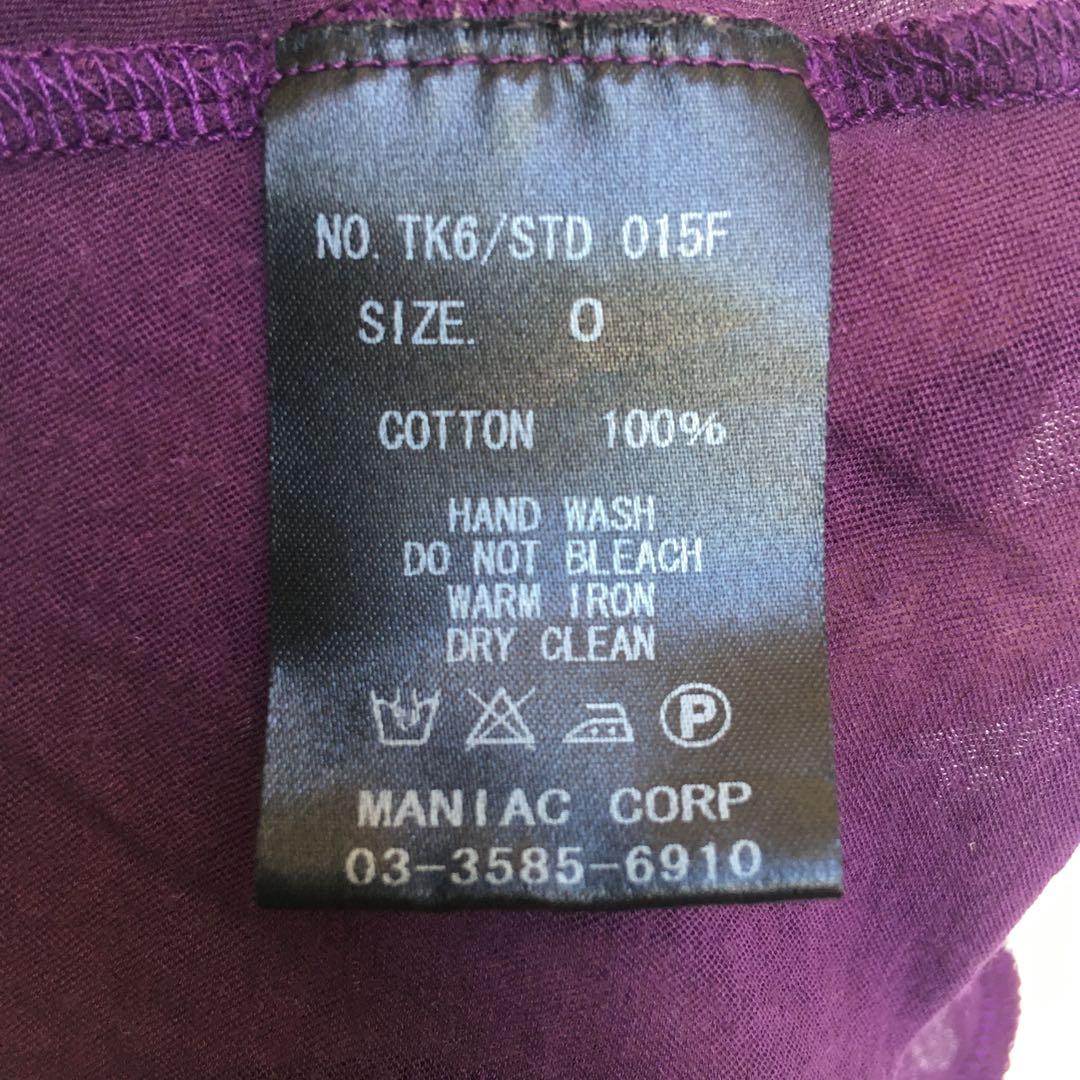 NO. TK6/STD 015F
SIZE. 0
COTTON 100%
HAND WASH
DO NOT BLEACH
WARM IRON
DRY CLEAN
P
MANIAC CORP
03-3585-6910